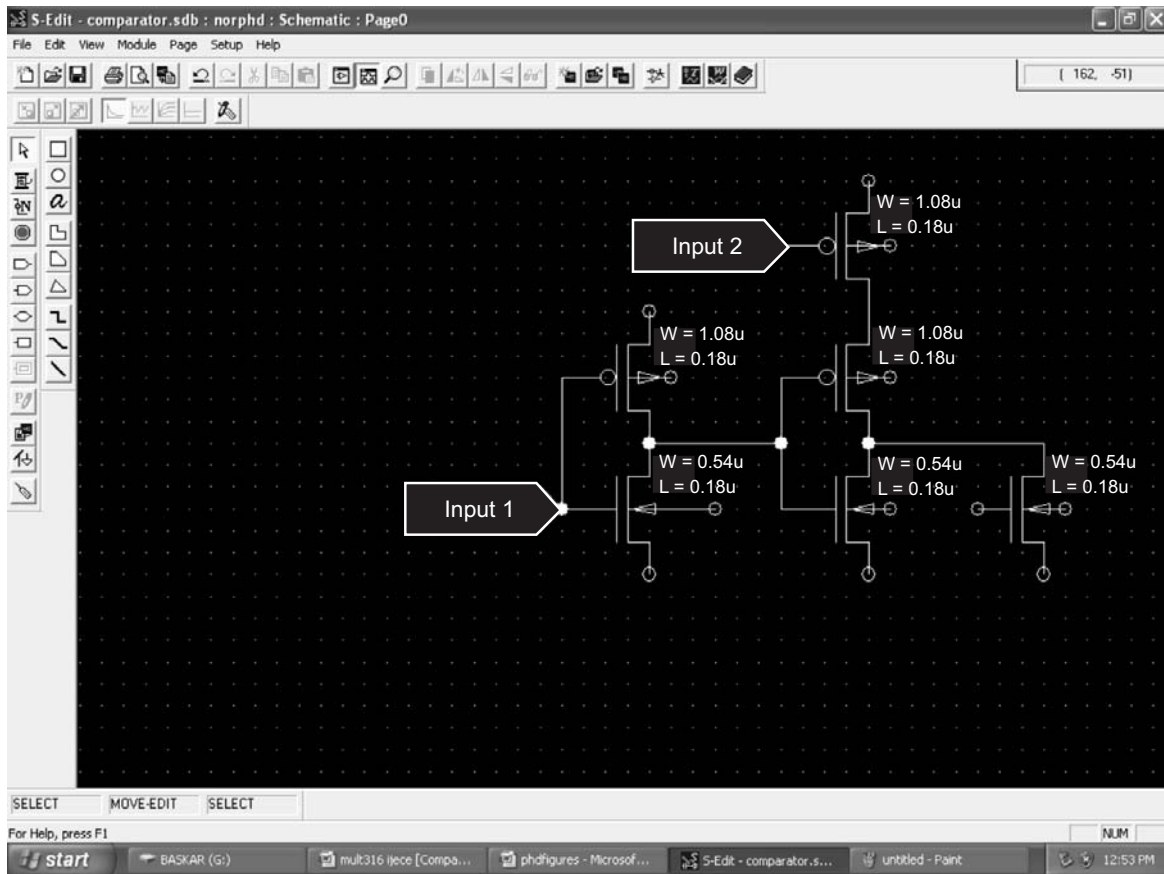 S-Edit - comparator.sdb : norphd : Schematic : Page0
File Edit View Module Page Setup Help
( 162, -51)
W = 1.08u
L = 0.18u
Input 2
W = 1.08u
L = 0.18u
W = 1.08u
L = 0.18u
W = 0.54u
L = 0.18u
W = 0.54u
L = 0.18u
W = 0.54u
L = 0.18u
Input 1
SELECT MOVE-EDIT SELECT
For Help, press F1
NUM
start BASKAR (G:) mult316 ijece [Compa... phdfigures - Microsof... S-Edit - comparator.s... untitled - Paint 12:53 PM